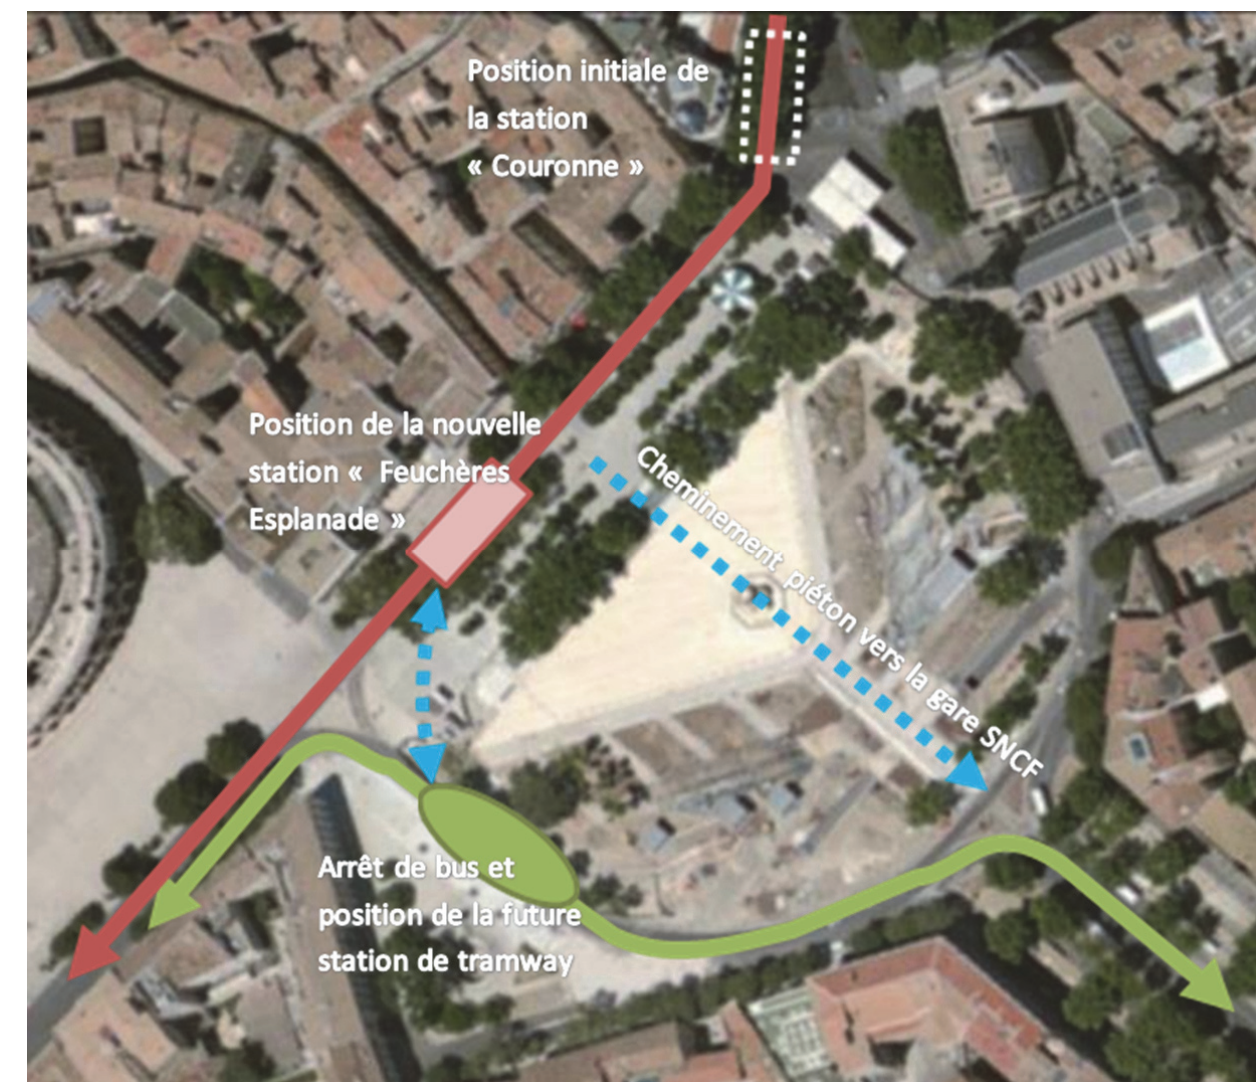 Position initiale de
la station
« Couronne »
Position de la nouvelle
station « Feuchères
Esplanade »
Cheminement piéton vers la gare SNCF
Arrêt de bus et
position de la future
station de tramway